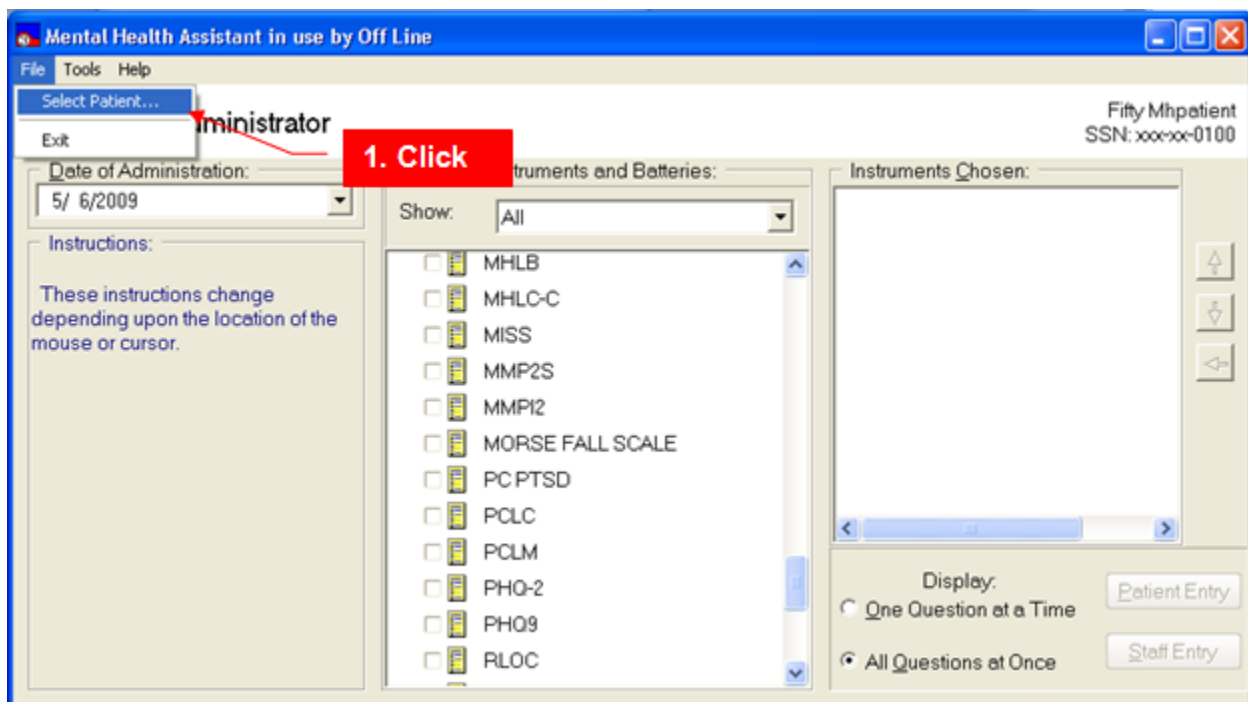 Mental Health Assistant in use by Off Line
File Tools Help
Select Patient...
Exit
ministrator
Fifty Mhpatient
SSN: xxx-xx-0100
1. Click
Date of Administration:
5/ 6/2009
Instructions:
These instructions change
depending upon the location of the
mouse or cursor.
truments and Batteries:
Show: All
MHLB
MHLC-C
MISS
MMP2S
MMPI2
MORSE FALL SCALE
PC PTSD
PCLC
PCLM
PHQ-2
PHQ9
RLOC
Instruments Chosen:
Display:
One Question at a Time
All Questions at Once
Patient Entry
Staff Entry